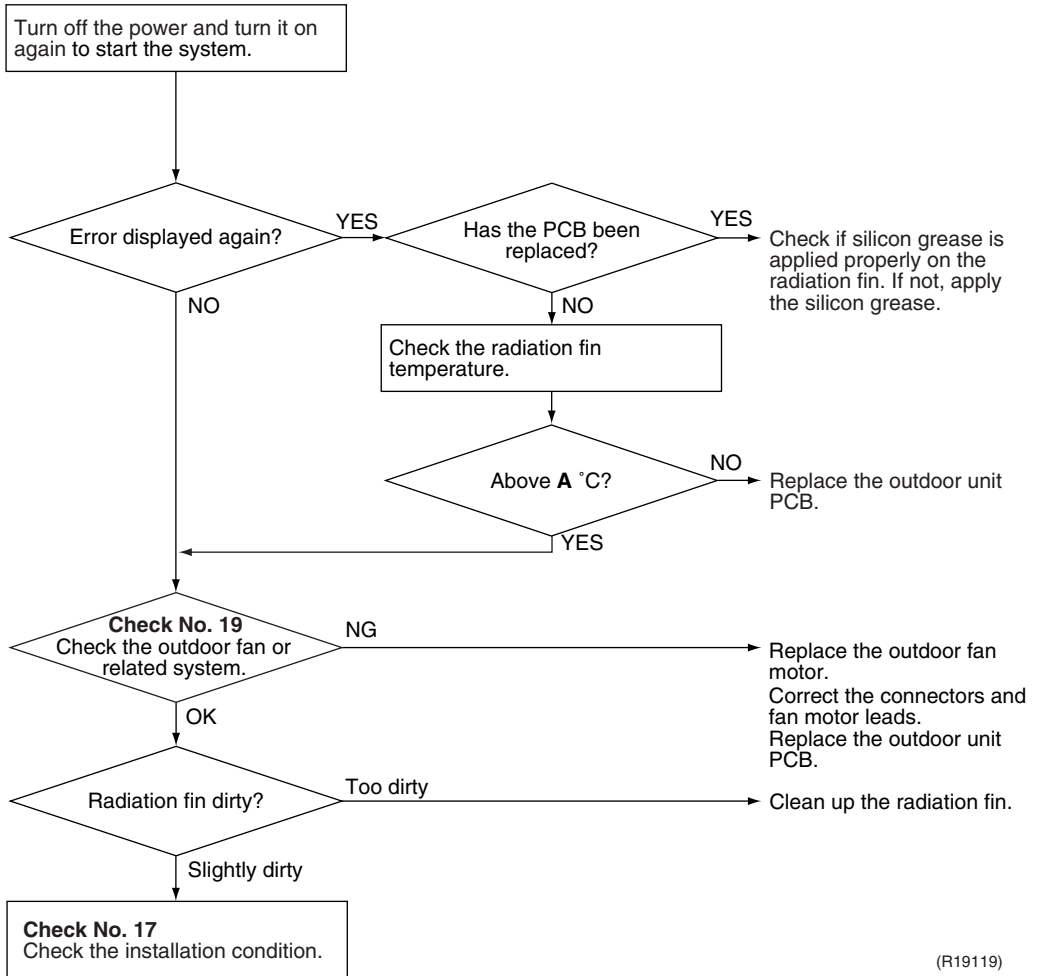 Turn off the power and turn it on
again to start the system.
Error displayed again?
YES
Has the PCB been
replaced?
YES
Check if silicon grease is
applied properly on the
radiation fin. If not, apply
the silicon grease.
NO
NO
Check the radiation fin
temperature.
Above A ˚C?
NO
Replace the outdoor unit
PCB.
YES
Check No. 19
Check the outdoor fan or
related system.
NG
Replace the outdoor fan
motor.
Correct the connectors and
fan motor leads.
Replace the outdoor unit
PCB.
OK
Radiation fin dirty?
Too dirty
Clean up the radiation fin.
Slightly dirty
Check No. 17
Check the installation condition.
(R19119)